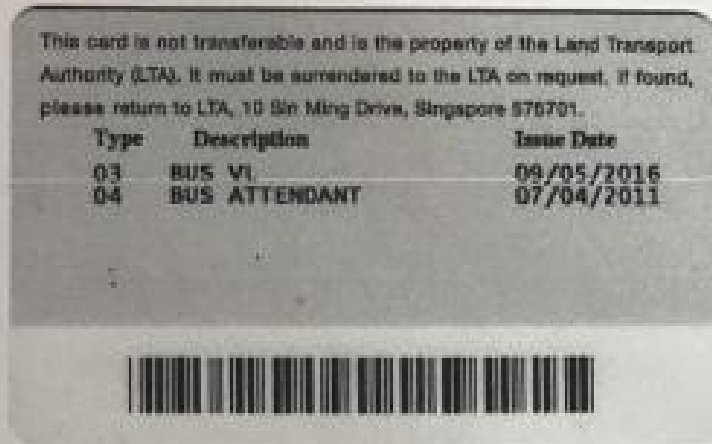 This card is not transferable and is the property of the Land Transport
Authority (LTA). It must be surrendered to the LTA on request. If found,
please return to LTA, 10 Sin Ming Drive, Singapore 575701.
Type Description Issue Date
03 BUS VL 09/05/2016
04 BUS ATTENDANT 07/04/2011